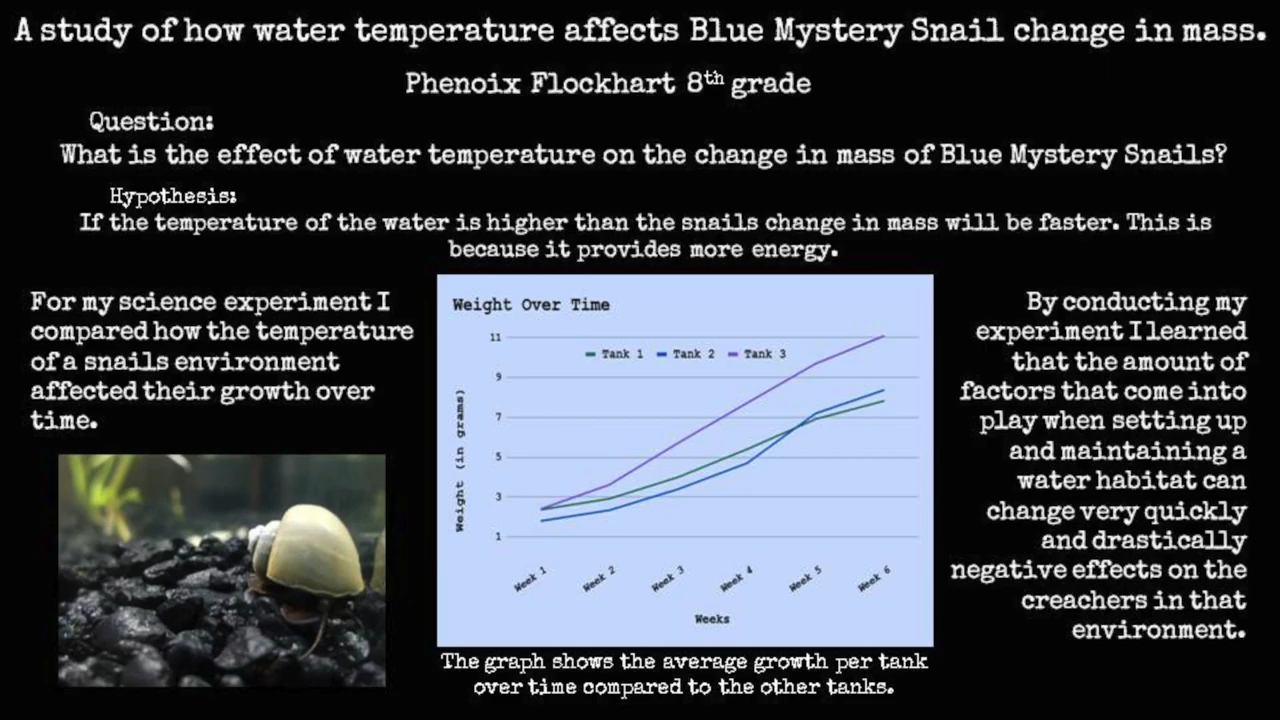 A study of how water temperature affects Blue Mystery Snail change in mass.
Phenoix Flockhart 8th grade
Question:
What is the effect of water temperature on the change in mass of Blue Mystery Snails?
Hypothesis:
If the temperature of the water is higher than the snails change in mass will be faster. This is
because it provides more energy.
For my science experiment I
compared how the temperature
of a snails environment
affected their growth over
time.
Weight Over Time
Tank 1 Tank 2 Tank 3
Weight (in grams)
11
9
7
5
3
1
Week 1 Week 2 Week 3 Week 4 Week 5 Week 6
Weeks
The graph shows the average growth per tank
over time compared to the other tanks.
By conducting my
experiment I learned
that the amount of
factors that come into
play when setting up
and maintaining a
water habitat can
change very quickly
and drastically
negative effects on the
creachers in that
environment.